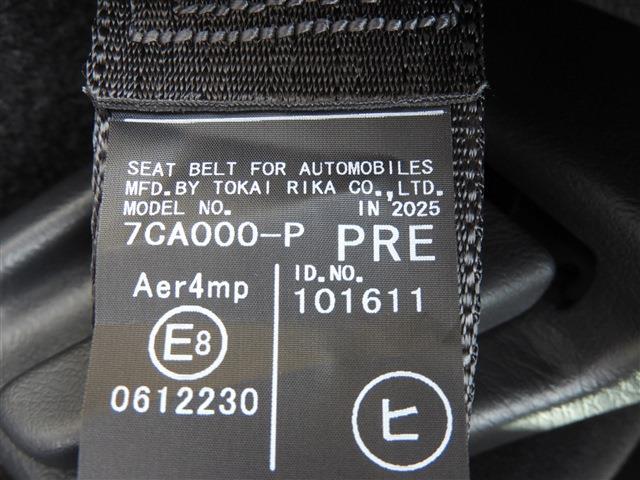 SEAT BELT FOR AUTOMOBILES
MFD.BY TOKAI RIKA CO.,LTD.
MODEL NO. IN 2025
7CA000-P PRE
Aer4mp
ID.NO.
101611
E8
0612230
ヒ